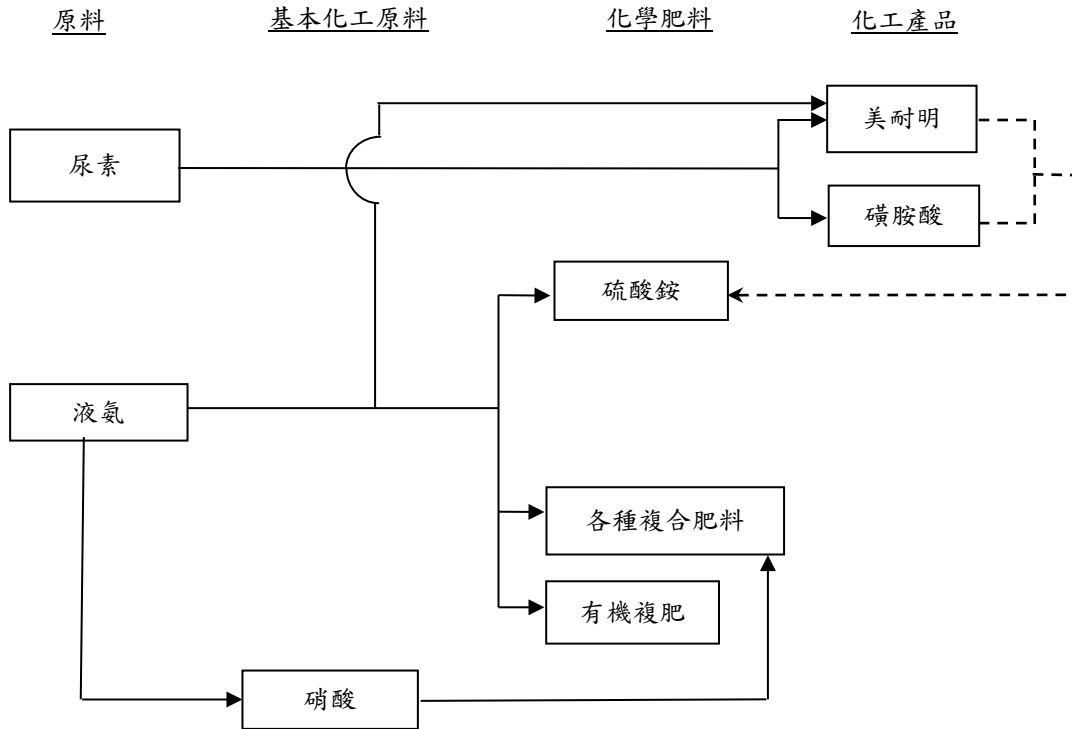 原料
基本化工原料
化學肥料
化工產品
美耐明
尿素
磺胺酸
硫酸銨
液氨
各種複合肥料
有機複肥
硝酸